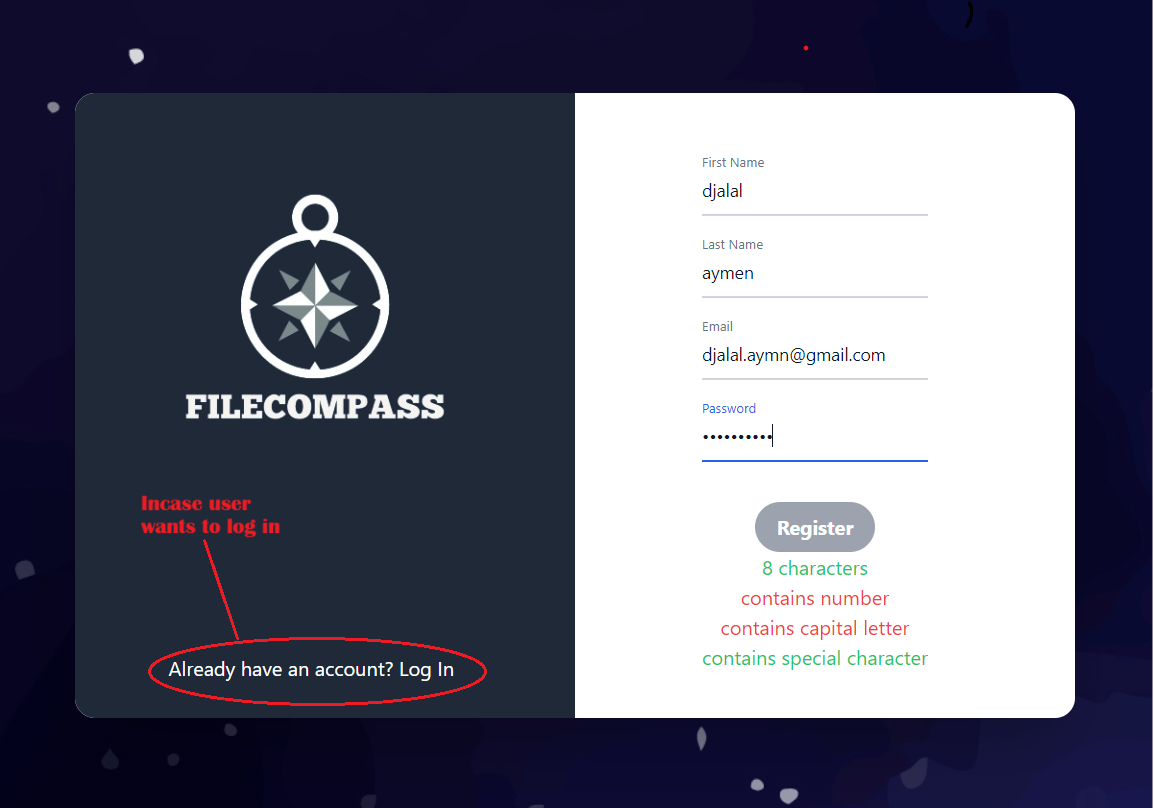 FILECOMPASS
Incase user
wants to log in
Already have an account? Log In
First Name
djalal
Last Name
aymen
Email
djalal.aymn@gmail.com
Password
••••••••••
Register
8 characters
contains number
contains capital letter
contains special character